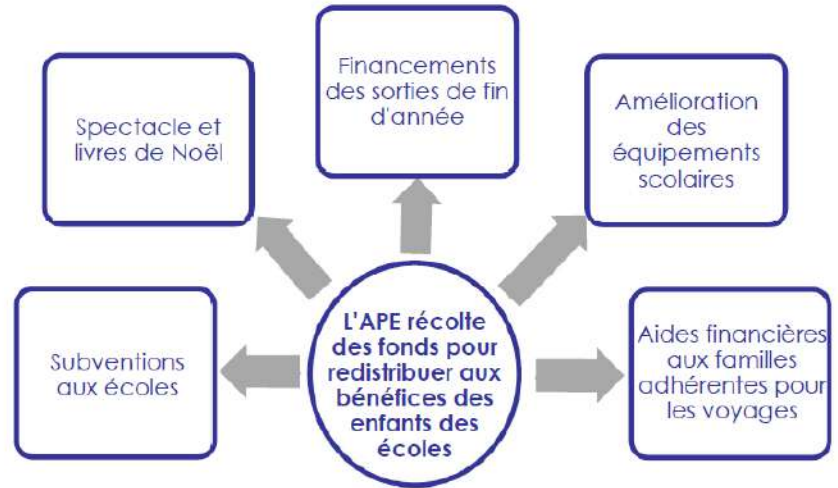 Financements
des sorties de fin
d'année
Spectacle et
livres de Noël
Amélioration
des
équipements
scolaires
Subventions
aux écoles
L'APE récolte
des fonds pour
redistribuer aux
bénéfices des
enfants des
écoles
Aides financières
aux familles
adhérentes pour
les voyages